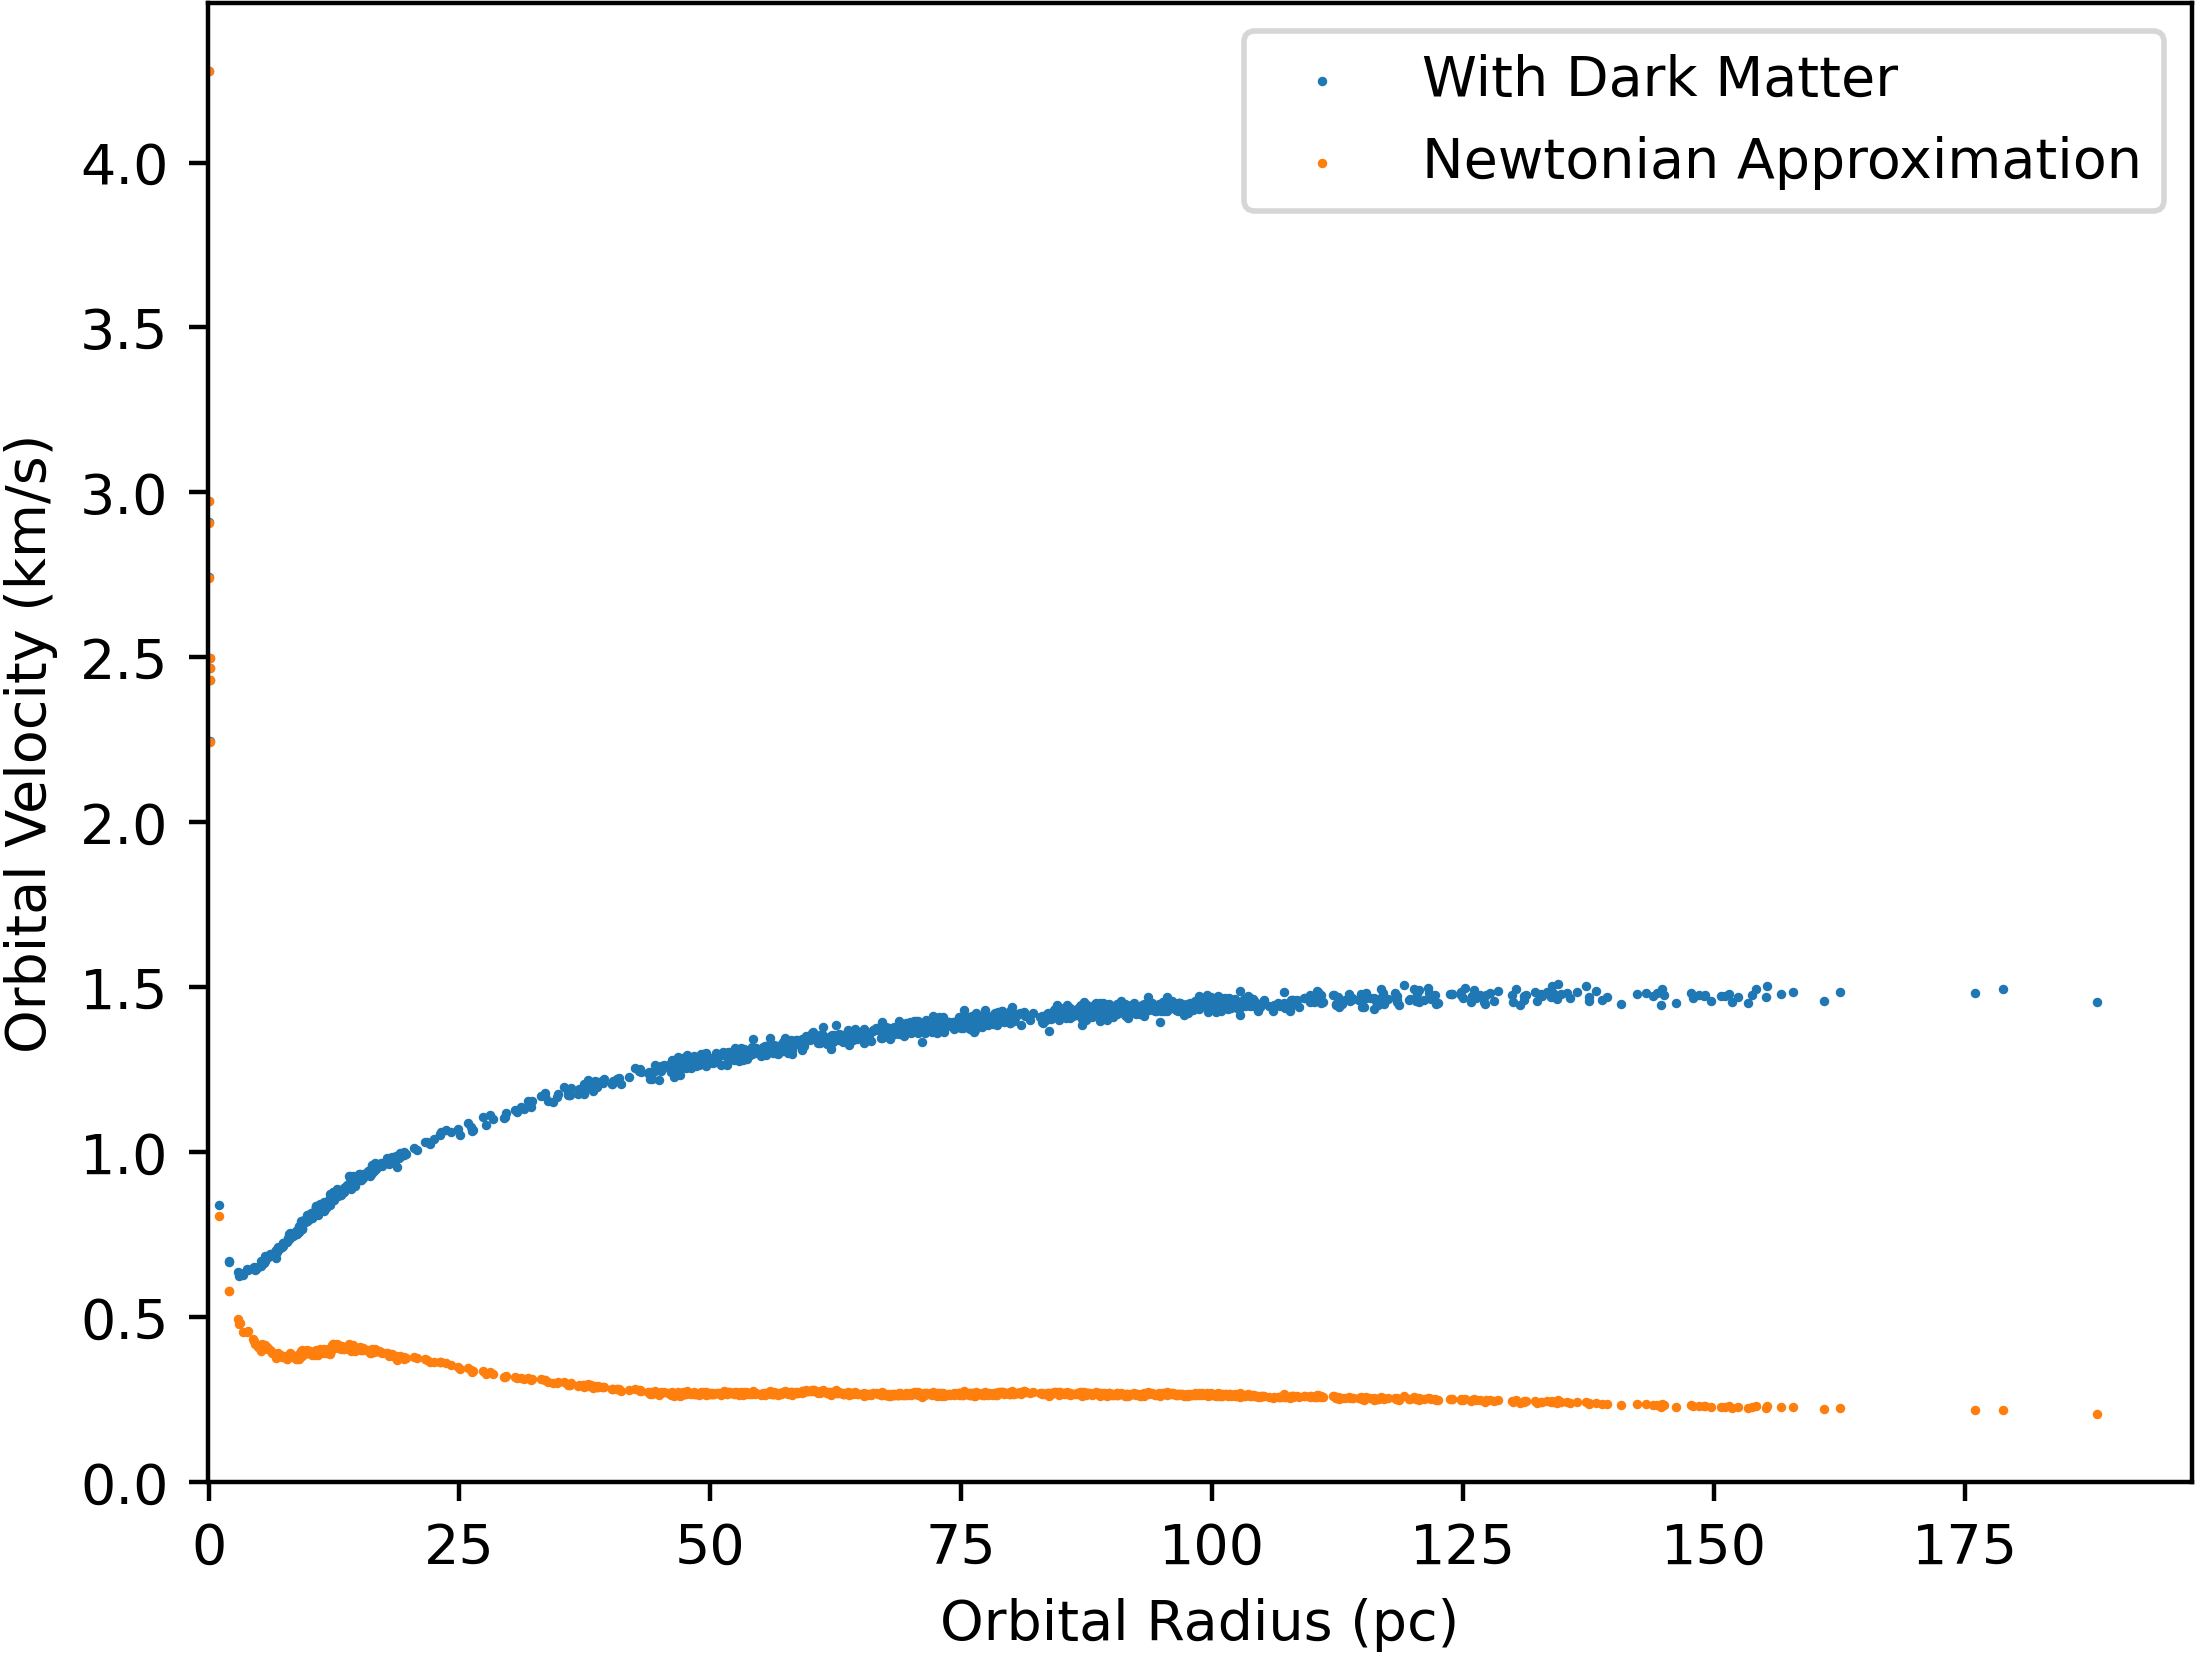 With Dark Matter
Newtonian Approximation
Orbital Velocity (km/s)
4.0
3.5
3.0
2.5
2.0
1.5
1.0
0.5
0.0
0 25 50 75 100 125 150 175
Orbital Radius (pc)